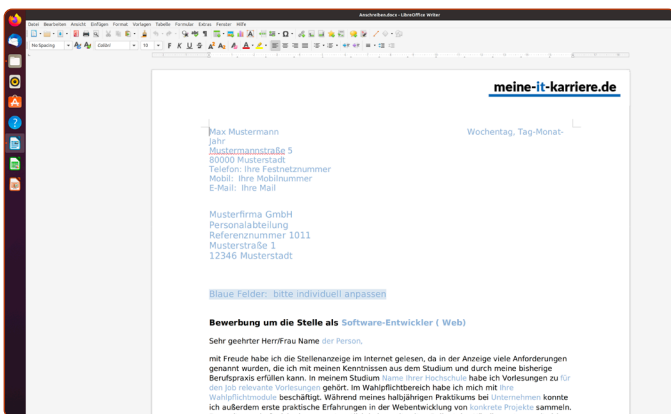 Anschreiben.docx - LibreOffice Writer
Datei Bearbeiten Ansicht Einfügen Format Vorlagen Tabelle Formular Extras Fenster Hilfe
No Spacing Calibri 10 F K U S
meine-it-karriere.de
Max Mustermann Wochentag, Tag-Monat-
Jahr
Mustermannstraße 5
80000 Musterstadt
Telefon: Ihre Festnetznummer
Mobil: Ihre Mobilnummer
E-Mail: Ihre Mail
Musterfirma GmbH
Personalabteilung
Referenznummer 1011
Musterstraße 1
12346 Musterstadt
Blaue Felder: bitte individuell anpassen
Bewerbung um die Stelle als Software-Entwickler ( Web)
Sehr geehrter Herr/Frau Name der Person,
mit Freude habe ich die Stellenanzeige im Internet gelesen, da in der Anzeige viele Anforderungen
genannt wurden, die ich mit meinen Kenntnissen aus dem Studium und durch meine bisherige
Berufspraxis erfüllen kann. In meinem Studium Name Ihrer Hochschule habe ich Vorlesungen zu für
den Job relevante Vorlesungen gehört. Im Wahlpflichtbereich habe ich mich mit Ihre
Wahlpflichtmodule beschäftigt. Während meines halbjährigen Praktikums bei Unternehmen konnte
ich außerdem erste praktische Erfahrungen in der Webentwicklung von konkrete Projekte sammeln.